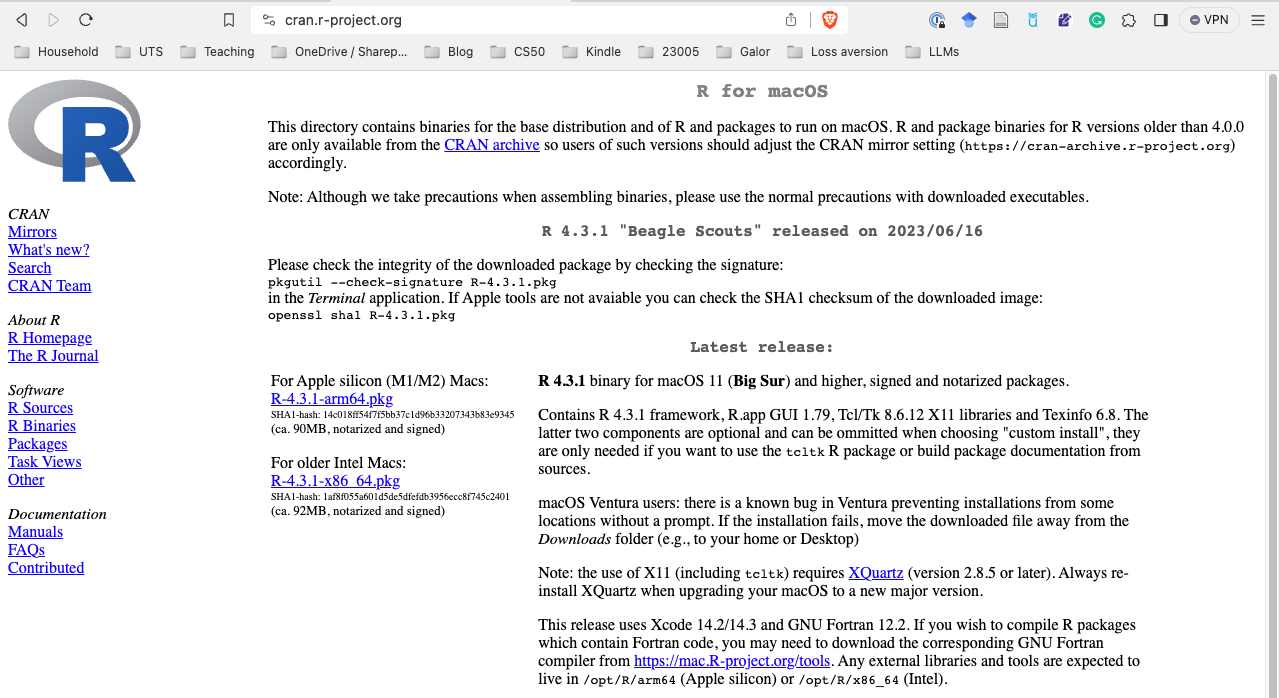 cran.r-project.org
VPN
Household
UTS
Teaching
OneDrive / Sharep...
Blog
CS50
Kindle
23005
Galor
Loss aversion
LLMs
R
CRAN
Mirrors
What's new?
Search
CRAN Team
About R
R Homepage
The R Journal
Software
R Sources
R Binaries
Packages
Task Views
Other
Documentation
Manuals
FAQs
Contributed
R for macOS
This directory contains binaries for the base distribution and of R and packages to run on macOS. R and package binaries for R versions older than 4.0.0
are only available from the CRAN archive so users of such versions should adjust the CRAN mirror setting (https://cran-archive.r-project.org)
accordingly.
Note: Although we take precautions when assembling binaries, please use the normal precautions with downloaded executables.
R 4.3.1 "Beagle Scouts" released on 2023/06/16
Please check the integrity of the downloaded package by checking the signature:
pkgutil --check-signature R-4.3.1.pkg
in the Terminal application. If Apple tools are not avaiable you can check the SHA1 checksum of the downloaded image:
openssl sha1 R-4.3.1.pkg
Latest release:
For Apple silicon (M1/M2) Macs:
R-4.3.1-arm64.pkg
SHA1-hash: 14c018ff54f7f5bb37c1d96b33207343b83e9345
(ca. 90MB, notarized and signed)
For older Intel Macs:
R-4.3.1-x86_64.pkg
SHA1-hash: 1af8f055a601d5de5dfefdb3956ecc8f745c2401
(ca. 92MB, notarized and signed)
R 4.3.1 binary for macOS 11 (Big Sur) and higher, signed and notarized packages.
Contains R 4.3.1 framework, R.app GUI 1.79, Tcl/Tk 8.6.12 X11 libraries and Texinfo 6.8. The
latter two components are optional and can be ommitted when choosing "custom install", they
are only needed if you want to use the tcltk R package or build package documentation from
sources.
macOS Ventura users: there is a known bug in Ventura preventing installations from some
locations without a prompt. If the installation fails, move the downloaded file away from the
Downloads folder (e.g., to your home or Desktop)
Note: the use of X11 (including tcltk) requires XQuartz (version 2.8.5 or later). Always re-
install XQuartz when upgrading your macOS to a new major version.
This release uses Xcode 14.2/14.3 and GNU Fortran 12.2. If you wish to compile R packages
which contain Fortran code, you may need to download the corresponding GNU Fortran
compiler from https://mac.R-project.org/tools. Any external libraries and tools are expected to
live in /opt/R/arm64 (Apple silicon) or /opt/R/x86_64 (Intel).